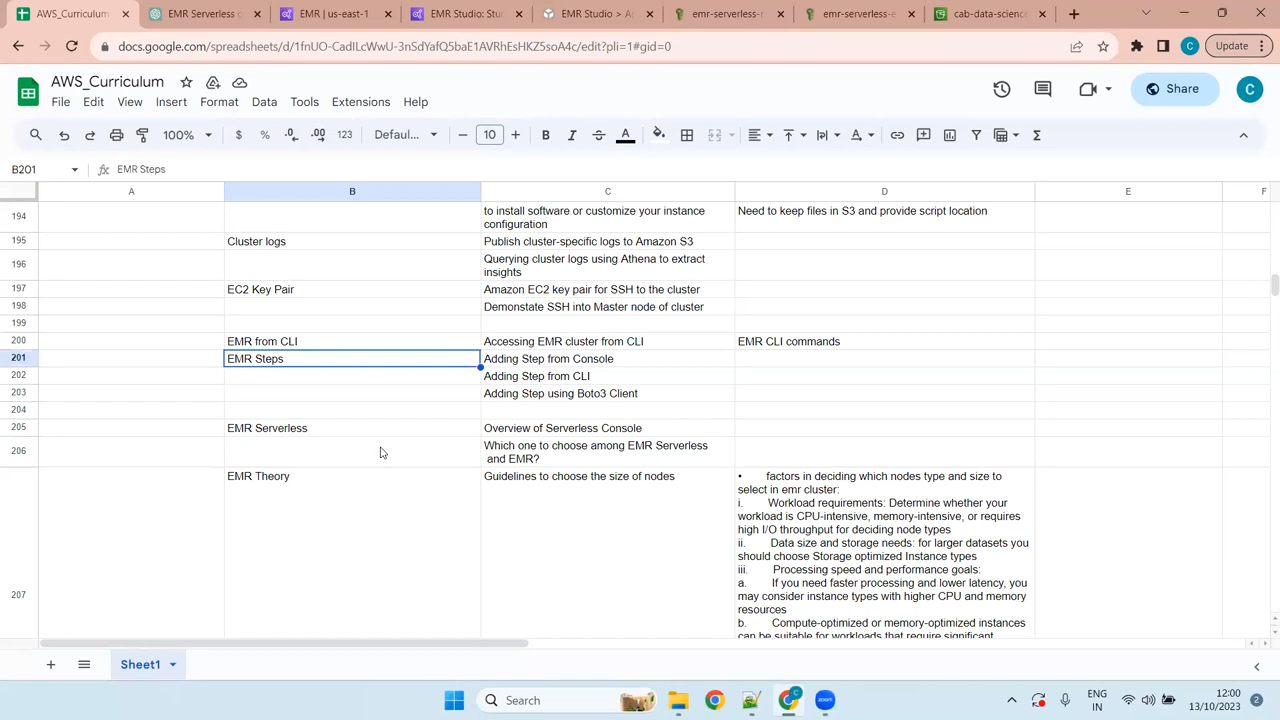 AWS_Curriculum
EMR Serverless o
EMR | us-east-1
EMR Studio: Stu
EMR Studio > Ap
emr-serverless-r
emr-serverless-e
cab-data-science
docs.google.com/spreadsheets/d/1fnUO-CadILcWwU-3nSdYafQ5baE1AVRhEsHKZ5soA4c/edit?pli=1#gid=0
C
Update
AWS_Curriculum
File Edit View Insert Format Data Tools Extensions Help
Share
C
100%
$ % .0 .00 123
Defaul...
10
B I S A
B201
fx EMR Steps
A B C D E F
194
to install software or customize your instance
configuration
Need to keep files in S3 and provide script location
195 Cluster logs Publish cluster-specific logs to Amazon S3
196
Querying cluster logs using Athena to extract
insights
197 EC2 Key Pair Amazon EC2 key pair for SSH to the cluster
198 Demonstate SSH into Master node of cluster
199
200 EMR from CLI Accessing EMR cluster from CLI EMR CLI commands
201 EMR Steps Adding Step from Console
202 Adding Step from CLI
203 Adding Step using Boto3 Client
204
205 EMR Serverless Overview of Serverless Console
206
Which one to choose among EMR Serverless
and EMR?
207
EMR Theory Guidelines to choose the size of nodes
• factors in deciding which nodes type and size to
select in emr cluster:
i. Workload requirements: Determine whether your
workload is CPU-intensive, memory-intensive, or requires
high I/O throughput for deciding node types
ii. Data size and storage needs: for larger datasets you
should choose Storage optimized Instance types
iii. Processing speed and performance goals:
a. If you need faster processing and lower latency, you
may consider instance types with higher CPU and memory
resources
b. Compute-optimized or memory-optimized instances
can be suitable for workloads that require significant
Sheet1
Search
ENG
IN
12:00
13/10/2023
2